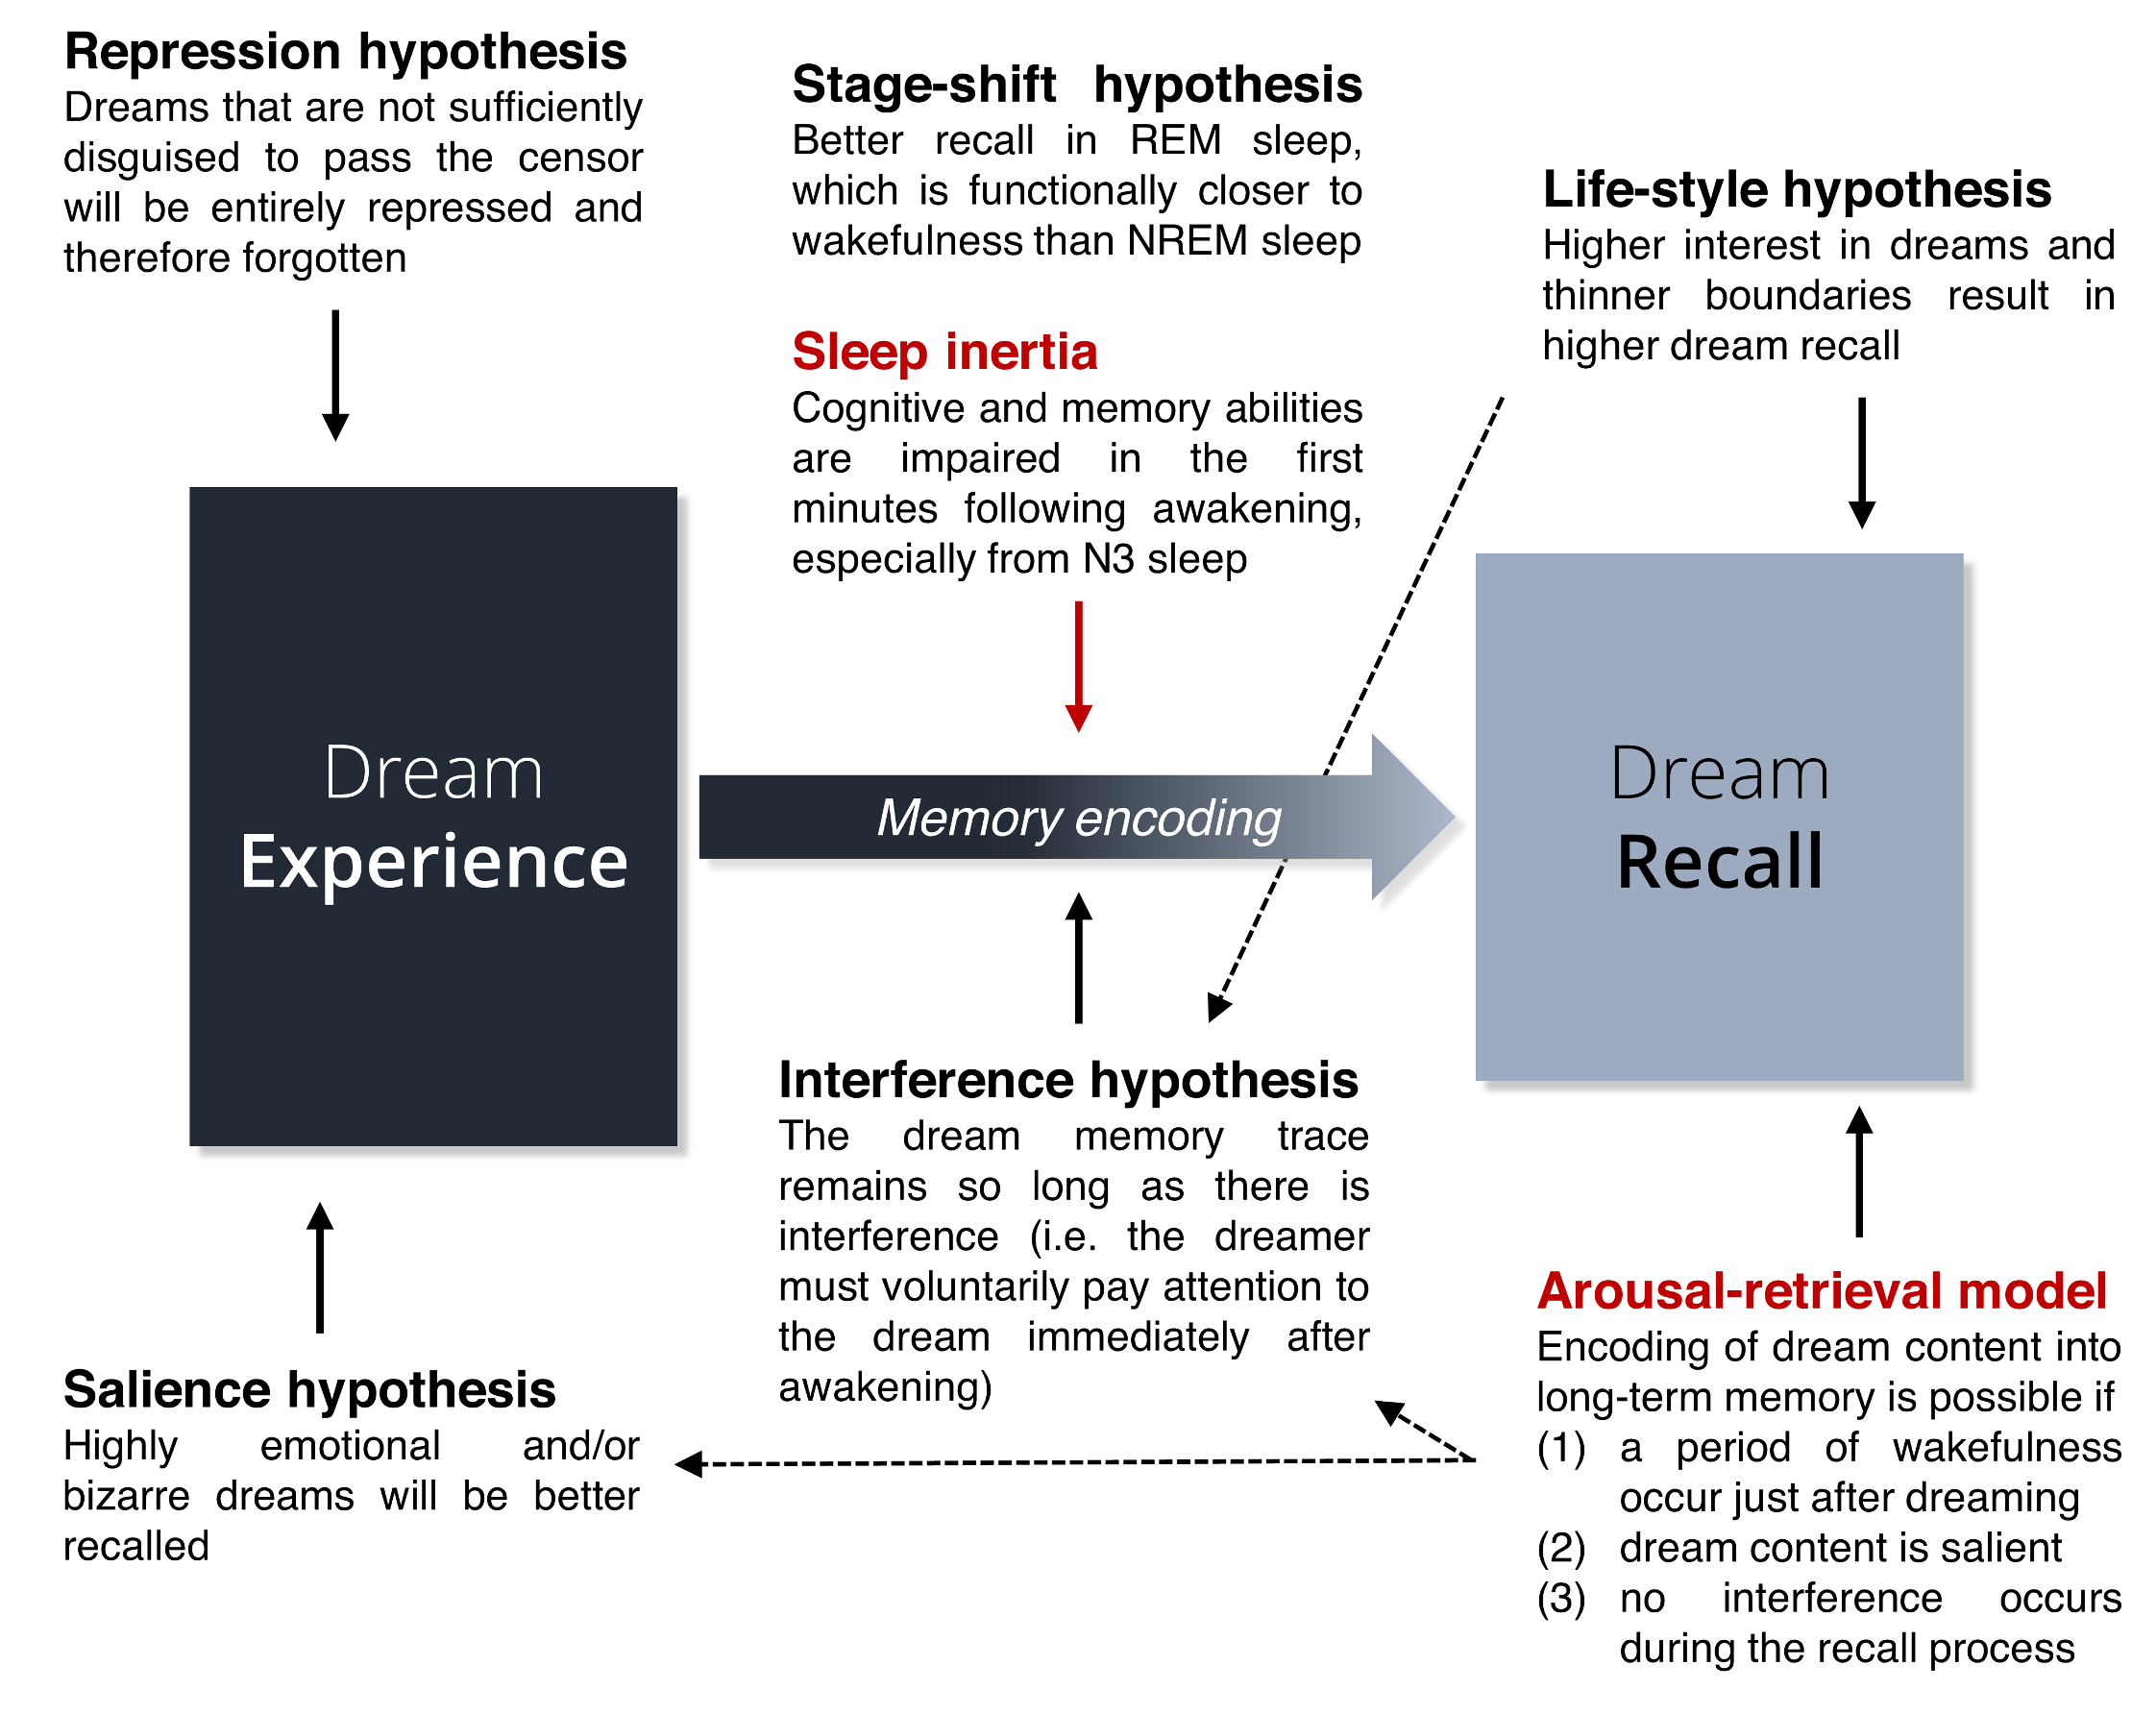 Repression hypothesis
Dreams that are not sufficiently
disguised to pass the censor
will be entirely repressed and
therefore forgotten
Stage-shift hypothesis
Better recall in REM sleep,
which is functionally closer to
wakefulness than NREM sleep
Sleep inertia
Cognitive and memory abilities
are impaired in the first
minutes following awakening,
especially from N3 sleep
Life-style hypothesis
Higher interest in dreams and
thinner boundaries result in
higher dream recall
Dream
Experience
Memory encoding
Dream
Recall
Salience hypothesis
Highly emotional and/or
bizarre dreams will be better
recalled
Interference hypothesis
The dream memory trace
remains so long as there is
interference (i.e. the dreamer
must voluntarily pay attention to
the dream immediately after
awakening)
Arousal-retrieval model
Encoding of dream content into
long-term memory is possible if
(1) a period of wakefulness
occur just after dreaming
(2) dream content is salient
(3) no interference occurs
during the recall process